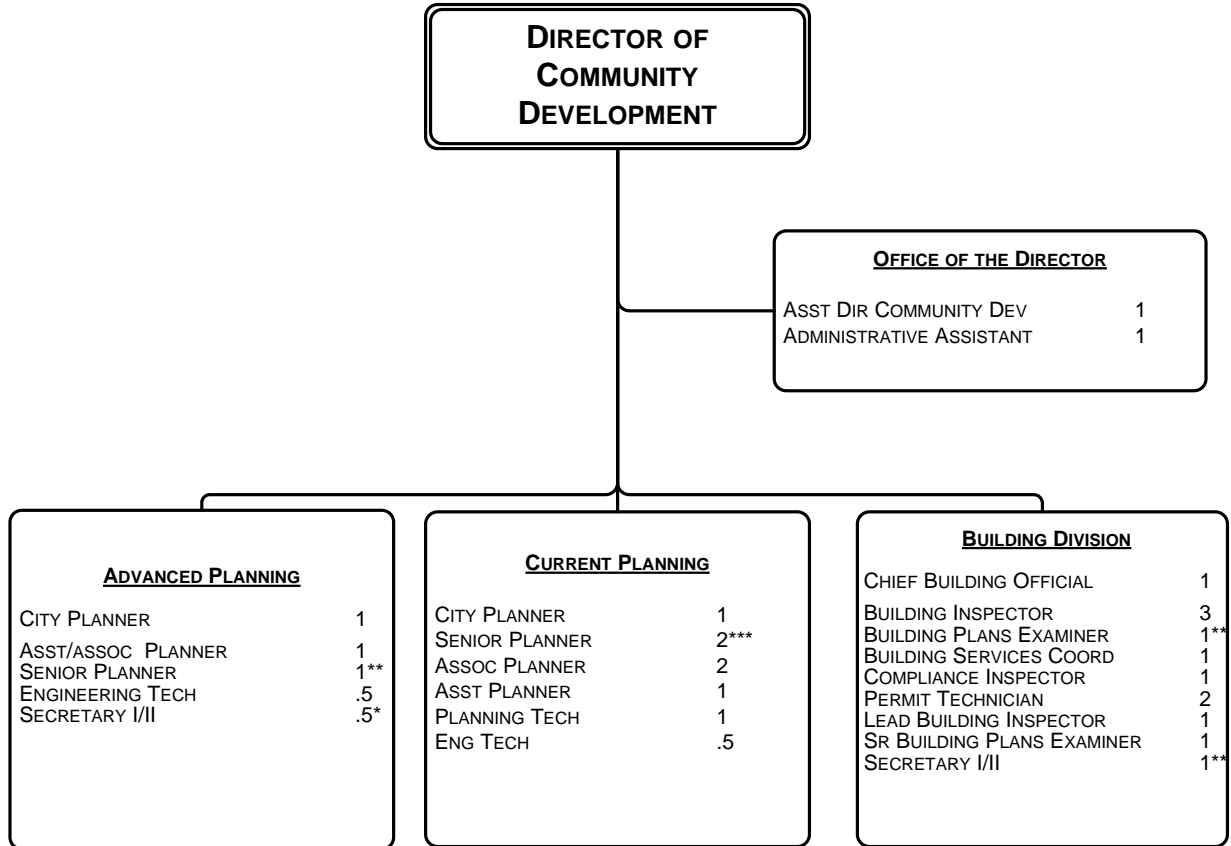 DIRECTOR OF
COMMUNITY
DEVELOPMENT
OFFICE OF THE DIRECTOR
ASST DIR COMMUNITY DEV 1
ADMINISTRATIVE ASSISTANT 1
ADVANCED PLANNING
CITY PLANNER 1
ASST/ASSOC PLANNER 1
SENIOR PLANNER 1**
ENGINEERING TECH .5
SECRETARY I/II .5*
CURRENT PLANNING
CITY PLANNER 1
SENIOR PLANNER 2***
ASSOC PLANNER 2
ASST PLANNER 1
PLANNING TECH 1
ENG TECH .5
BUILDING DIVISION
CHIEF BUILDING OFFICIAL 1
BUILDING INSPECTOR 3
BUILDING PLANS EXAMINER 1**
BUILDING SERVICES COORD 1
COMPLIANCE INSPECTOR 1
PERMIT TECHNICIAN 2
LEAD BUILDING INSPECTOR 1
SR BUILDING PLANS EXAMINER 1
SECRETARY I/II 1**